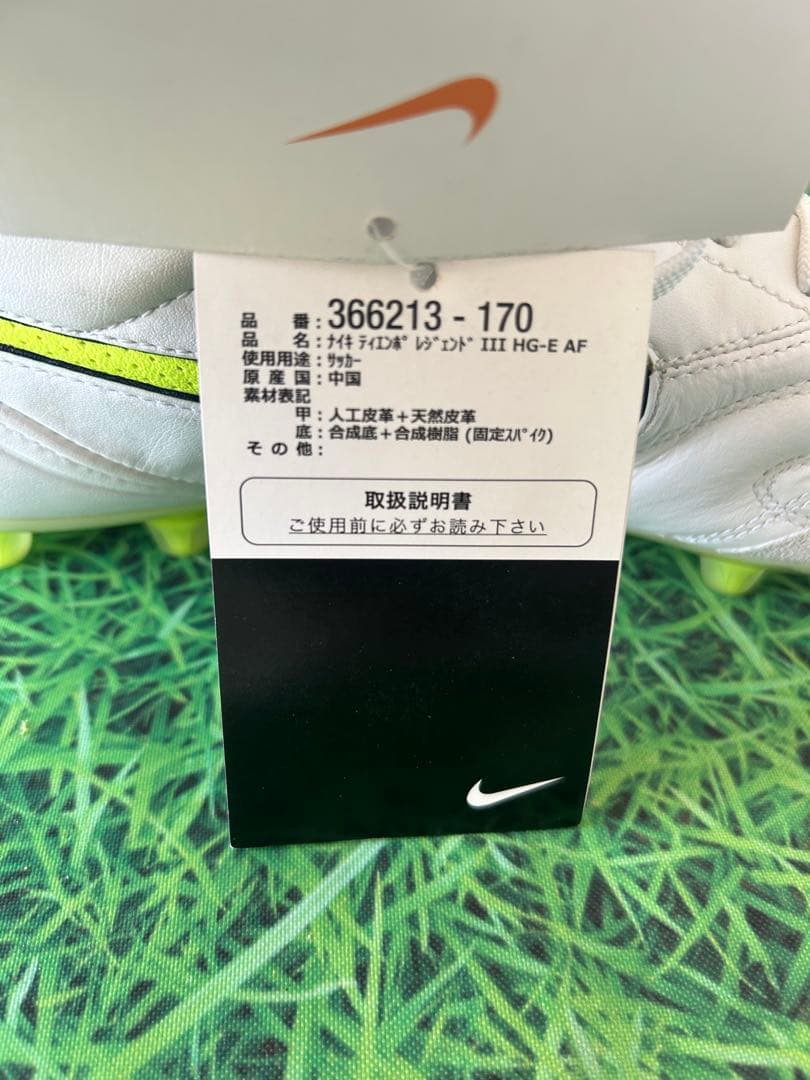 品　番：366213 - 170
品　名：ﾅｲｷ ﾃｨｴﾝﾎﾟ ﾚｼﾞｪﾝﾄﾞ III HG-E AF
使用用途：ｻｯｶｰ
原産国：中国
素材表記
甲：人工皮革＋天然皮革
底：合成底＋合成樹脂 (固定ｽﾊﾟｲｸ)
その他：
取扱説明書
ご使用前に必ずお読み下さい